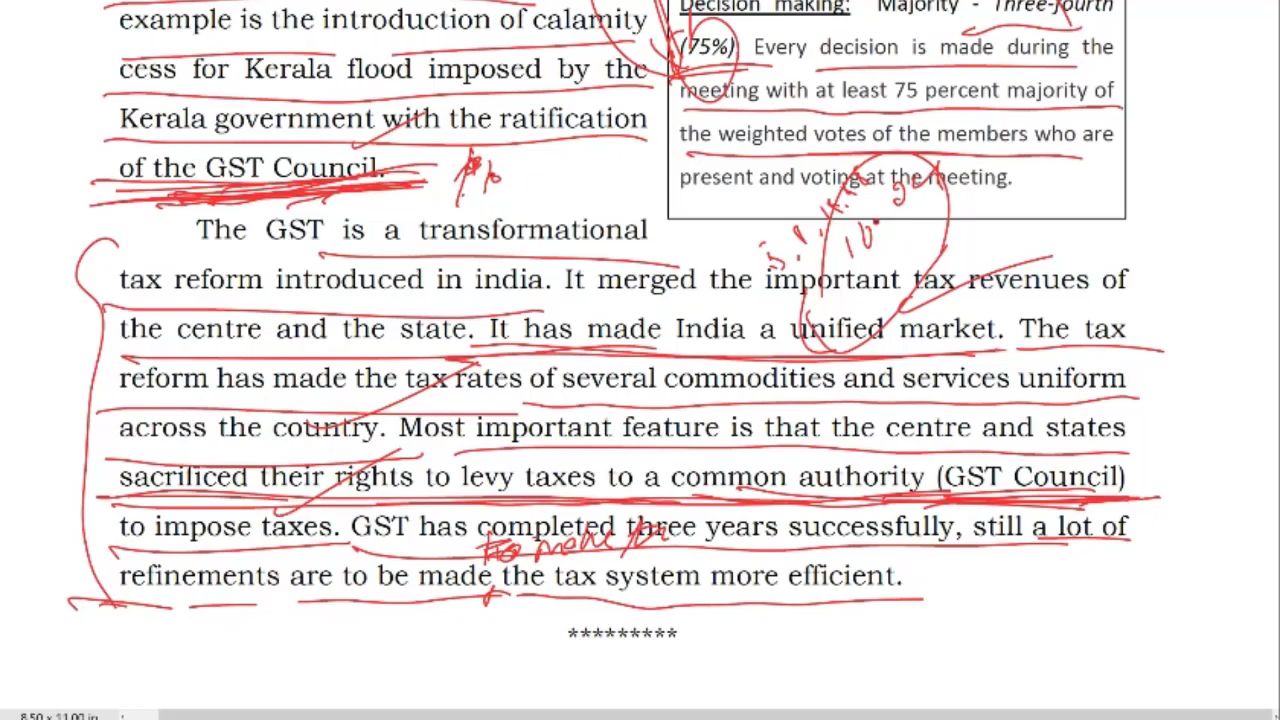 example is the introduction of calamity
cess for Kerala flood imposed by the
Kerala government with the ratification
of the GST Council.
Decision making: Majority - Three-fourth
(75%) Every decision is made during the
meeting with at least 75 percent majority of
the weighted votes of the members who are
present and voting at the meeting.
The GST is a transformational
tax reform introduced in india. It merged the important tax revenues of
the centre and the state. It has made India a unified market. The tax
reform has made the tax rates of several commodities and services uniform
across the country. Most important feature is that the centre and states
sacriliced their rights to levy taxes to a common authority (GST Council)
to impose taxes. GST has completed three years successfully, still a lot of
refinements are to be made the tax system more efficient.
*********
8.50 x 11.00 in